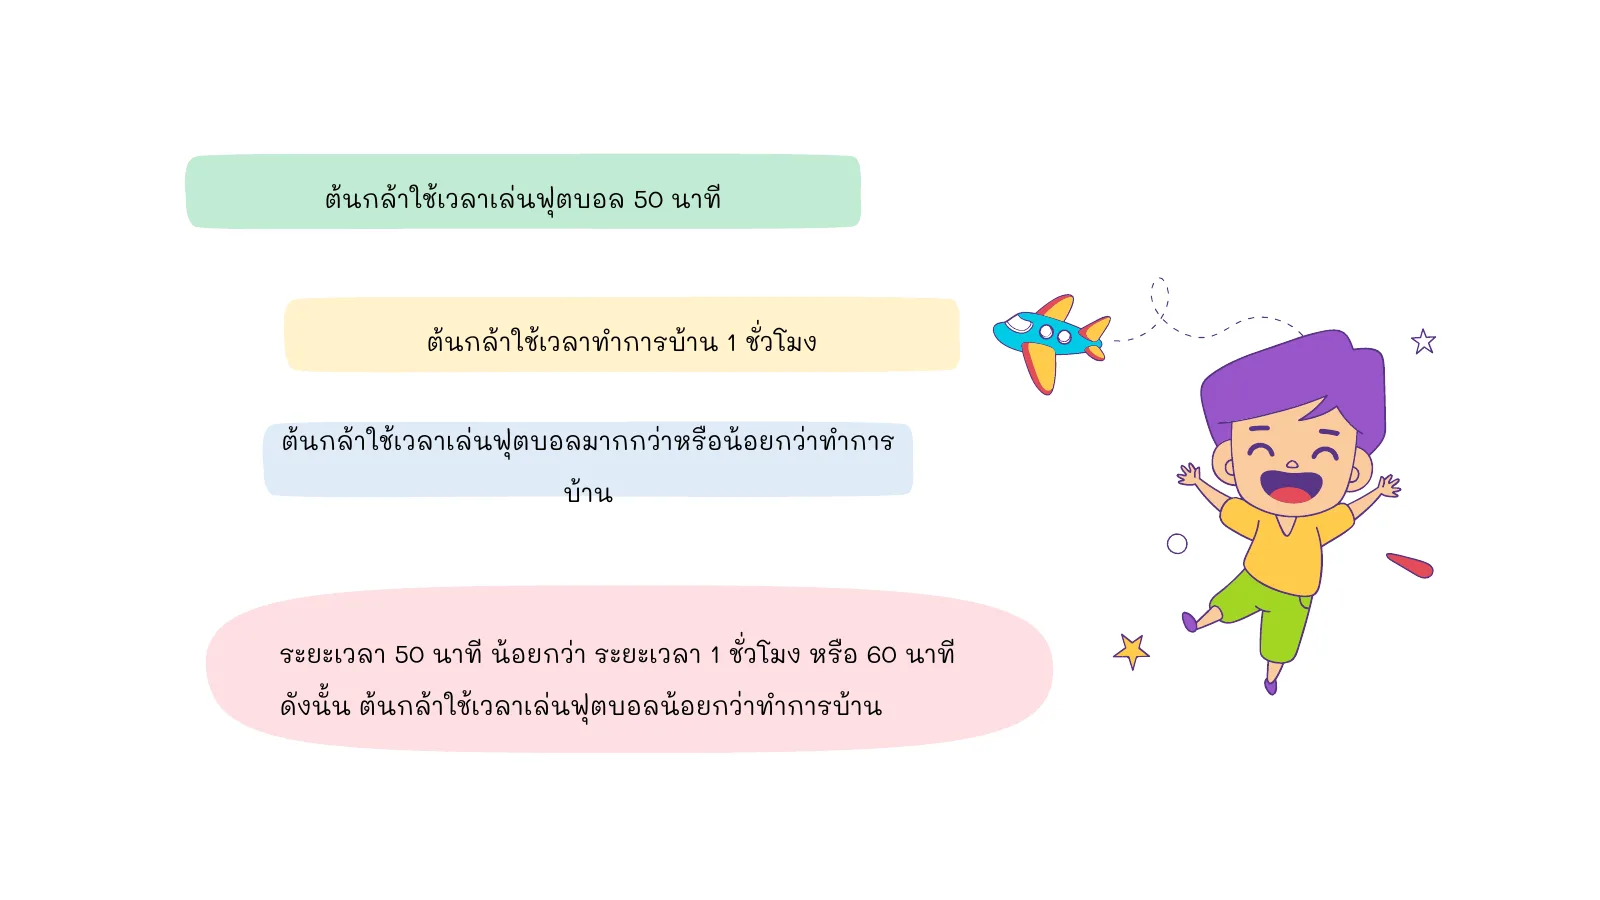 ต้นกล้าใช้เวลาเล่นฟุตบอล 50 นาที
ต้นกล้าใช้เวลาทำการบ้าน 1 ชั่วโมง
ต้นกล้าใช้เวลาเล่นฟุตบอลมากกว่าหรือน้อยกว่าทำการ
บ้าน
ระยะเวลา 50 นาที น้อยกว่า ระยะเวลา 1 ชั่วโมง หรือ 60 นาที
ดังนั้น ต้นกล้าใช้เวลาเล่นฟุตบอลน้อยกว่าทำการบ้าน